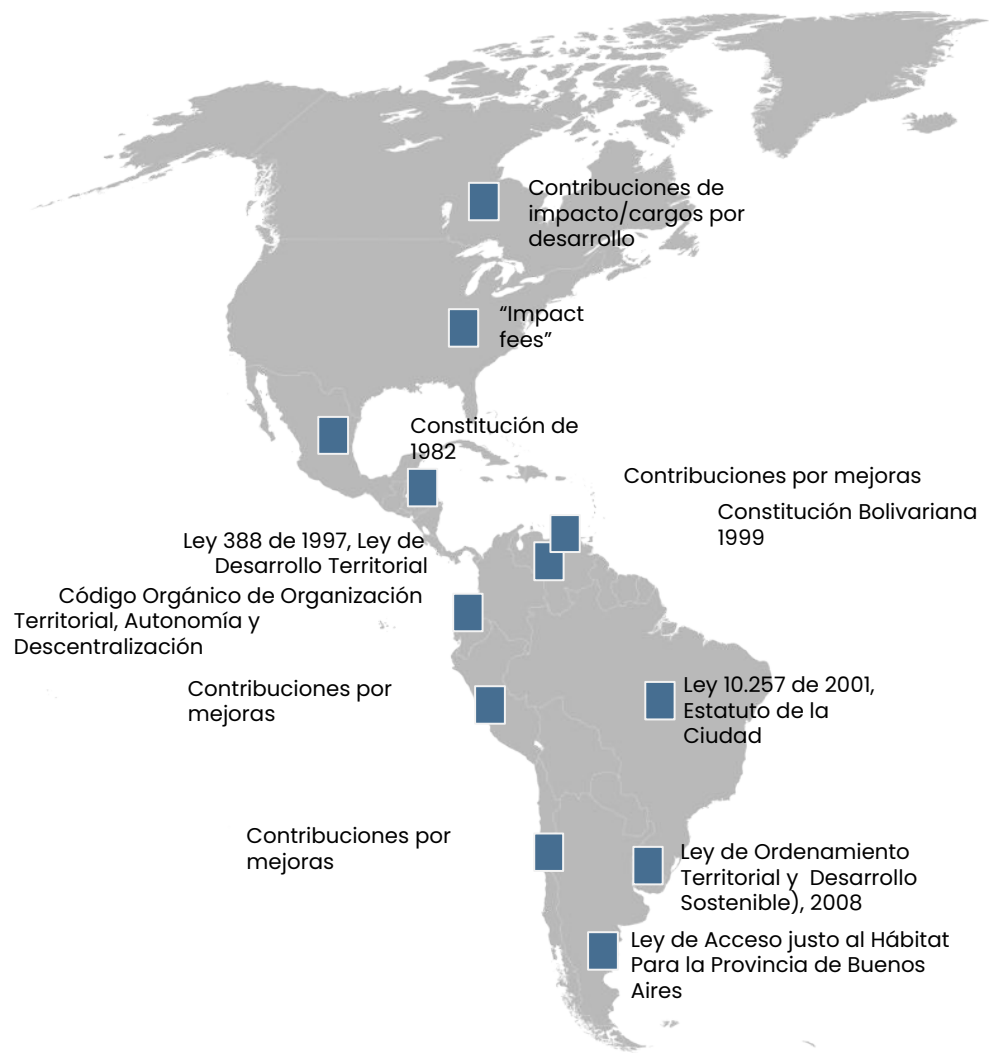 Contribuciones de
impacto/cargos por
desarrollo
“Impact
fees”
Constitución de
1982
Contribuciones por mejoras
Constitución Bolivariana
1999
Ley 388 de 1997, Ley de
Desarrollo Territorial
Código Orgánico de Organización
Territorial, Autonomía y
Descentralización
Contribuciones por
mejoras
Ley 10.257 de 2001,
Estatuto de la
Ciudad
Contribuciones por
mejoras
Ley de Ordenamiento
Territorial y Desarrollo
Sostenible), 2008
Ley de Acceso justo al Hábitat
Para la Provincia de Buenos
Aires